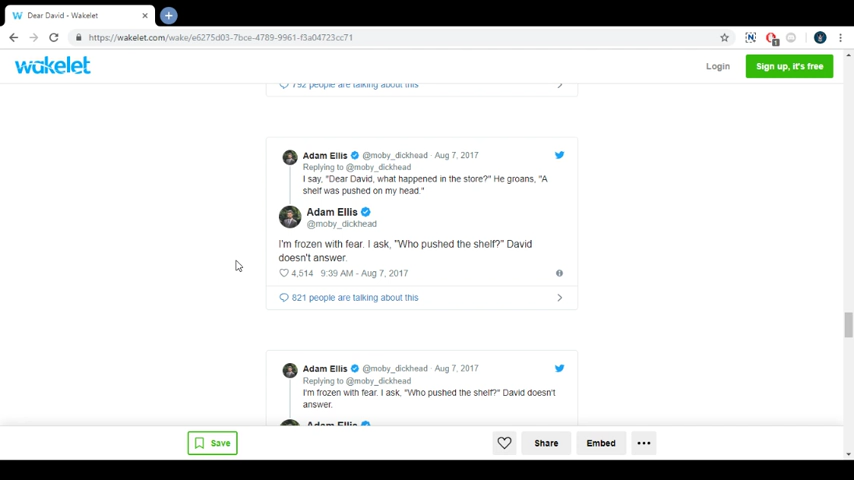 Dear David - Wakelet
https://wakelet.com/wake/e6275d03-7bce-4789-9961-f3a04723cc71
wakelet
Login
Sign up, it's free
792 people are talking about this
Adam Ellis @moby_dickhead · Aug 7, 2017
Replying to @moby_dickhead
I say, "Dear David, what happened in the store?" He groans, "A
shelf was pushed on my head."
Adam Ellis
@moby_dickhead
I'm frozen with fear. I ask, "Who pushed the shelf?" David
doesn't answer.
4,514 9:39 AM - Aug 7, 2017
821 people are talking about this
Adam Ellis @moby_dickhead · Aug 7, 2017
Replying to @moby_dickhead
I'm frozen with fear. I ask, "Who pushed the shelf?" David doesn't
answer.
Adam Ellis
Save
Share
Embed